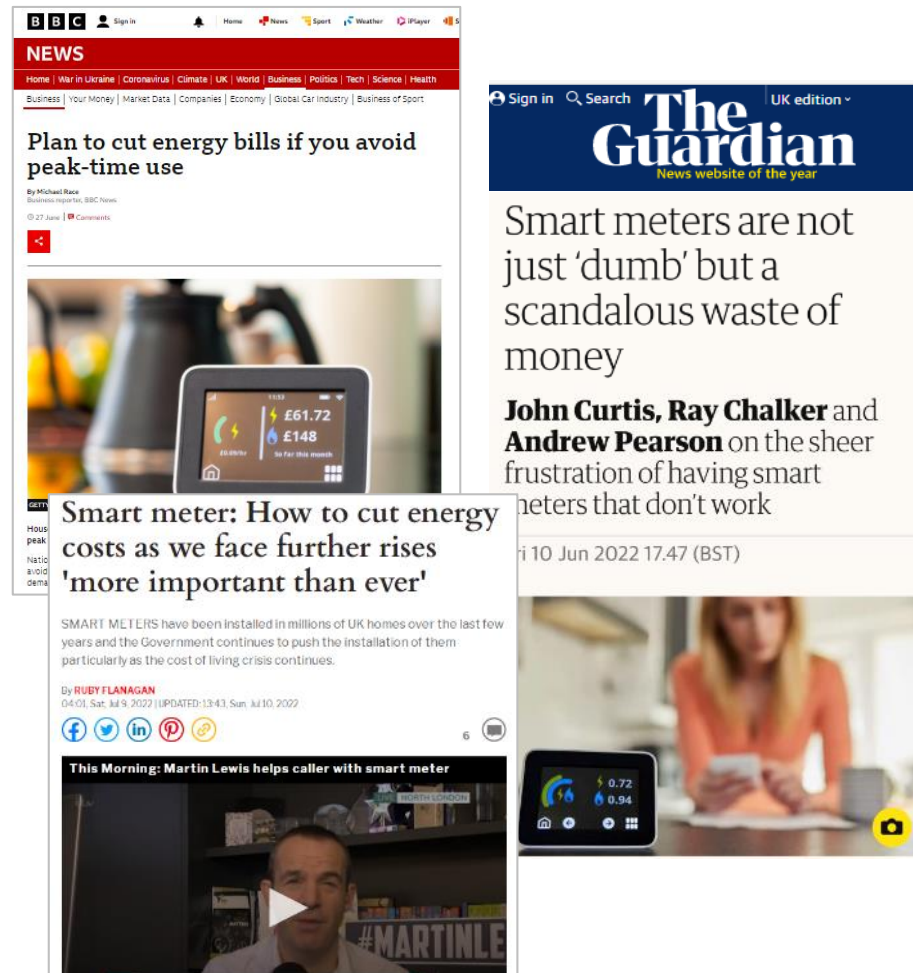 BBC Sign in Home News Sport Weather iPlayer
NEWS
Home | War in Ukraine | Coronavirus | Climate | UK | World | Business | Politics | Tech | Science | Health
Business | Your Money | Market Data | Companies | Economy | Global Car Industry | Business of Sport
Plan to cut energy bills if you avoid
peak-time use
By Michael Race
Business reporter, BBC News
27 June | Comments
11:53
£61.72
£148
So far this month
GETTY
peak
avoid
Smart meter: How to cut energy
costs as we face further rises
'more important than ever'
SMART METERS have been installed in millions of UK homes over the last few
years and the Government continues to push the installation of them
particularly as the cost of living crisis continues.
By RUBY FLANAGAN
04:01, Sat, Jul 9, 2022 | UPDATED: 13:43, Sun, Jul 10, 2022
6
This Morning: Martin Lewis helps caller with smart meter
itv
LIVE NORTH LONDON
#MARTINLE
Sign in Search UK edition
The
Guardian
News website of the year
Smart meters are not
just ‘dumb’ but a
scandalous waste of
money
John Curtis, Ray Chalker and
Andrew Pearson on the sheer
frustration of having smart
meters that don’t work
ri 10 Jun 2022 17.47 (BST)
0.72
0.94